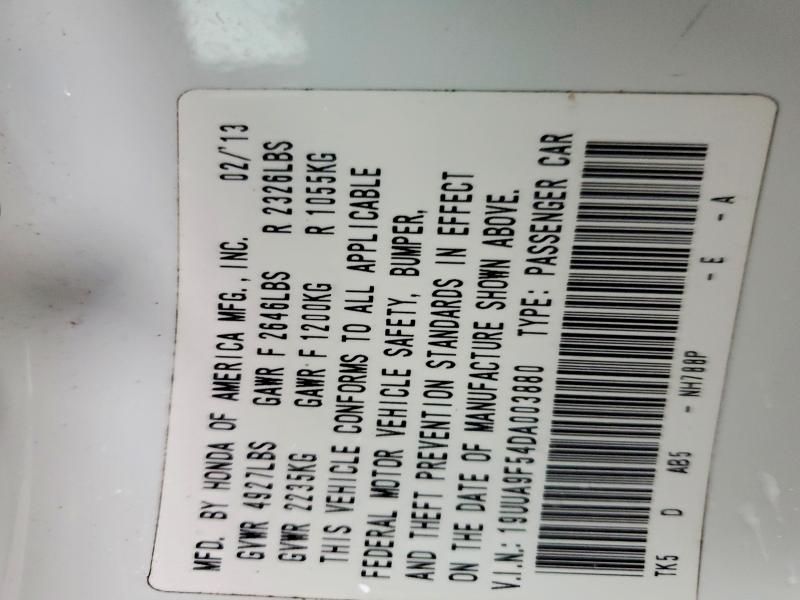 MFD. BY HONDA OF AMERICA MFG., INC. 02/'13
GVWR 4927LBS GAWR F 2646LBS R 2326LBS
GVWR 2235KG GAWR F 1200KG R 1055KG
THIS VEHICLE CONFORMS TO ALL APPLICABLE
FEDERAL MOTOR VEHICLE SAFETY, BUMPER,
AND THEFT PREVENTION STANDARDS IN EFFECT
ON THE DATE OF MANUFACTURE SHOWN ABOVE.
V.I.N.: 19UUA9F54DA003880 TYPE: PASSENGER CAR
TK5 D AB5 - NH788P - E - A